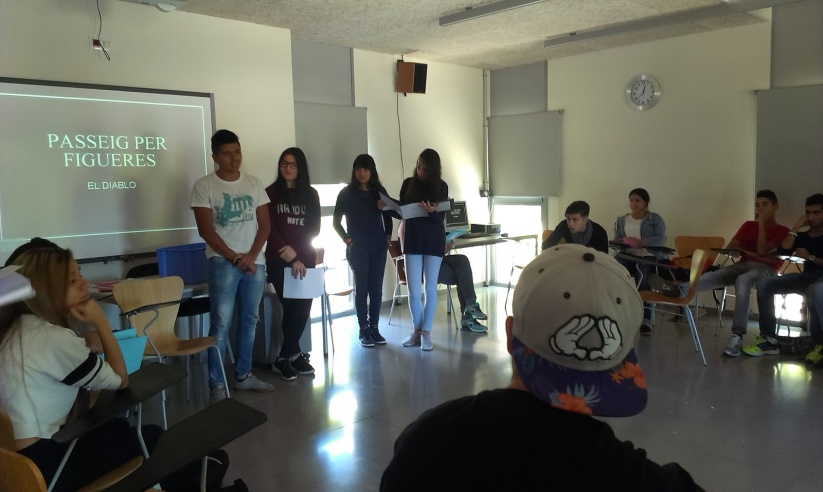 PASSEIG PER
FIGUERES
EL DIABLO